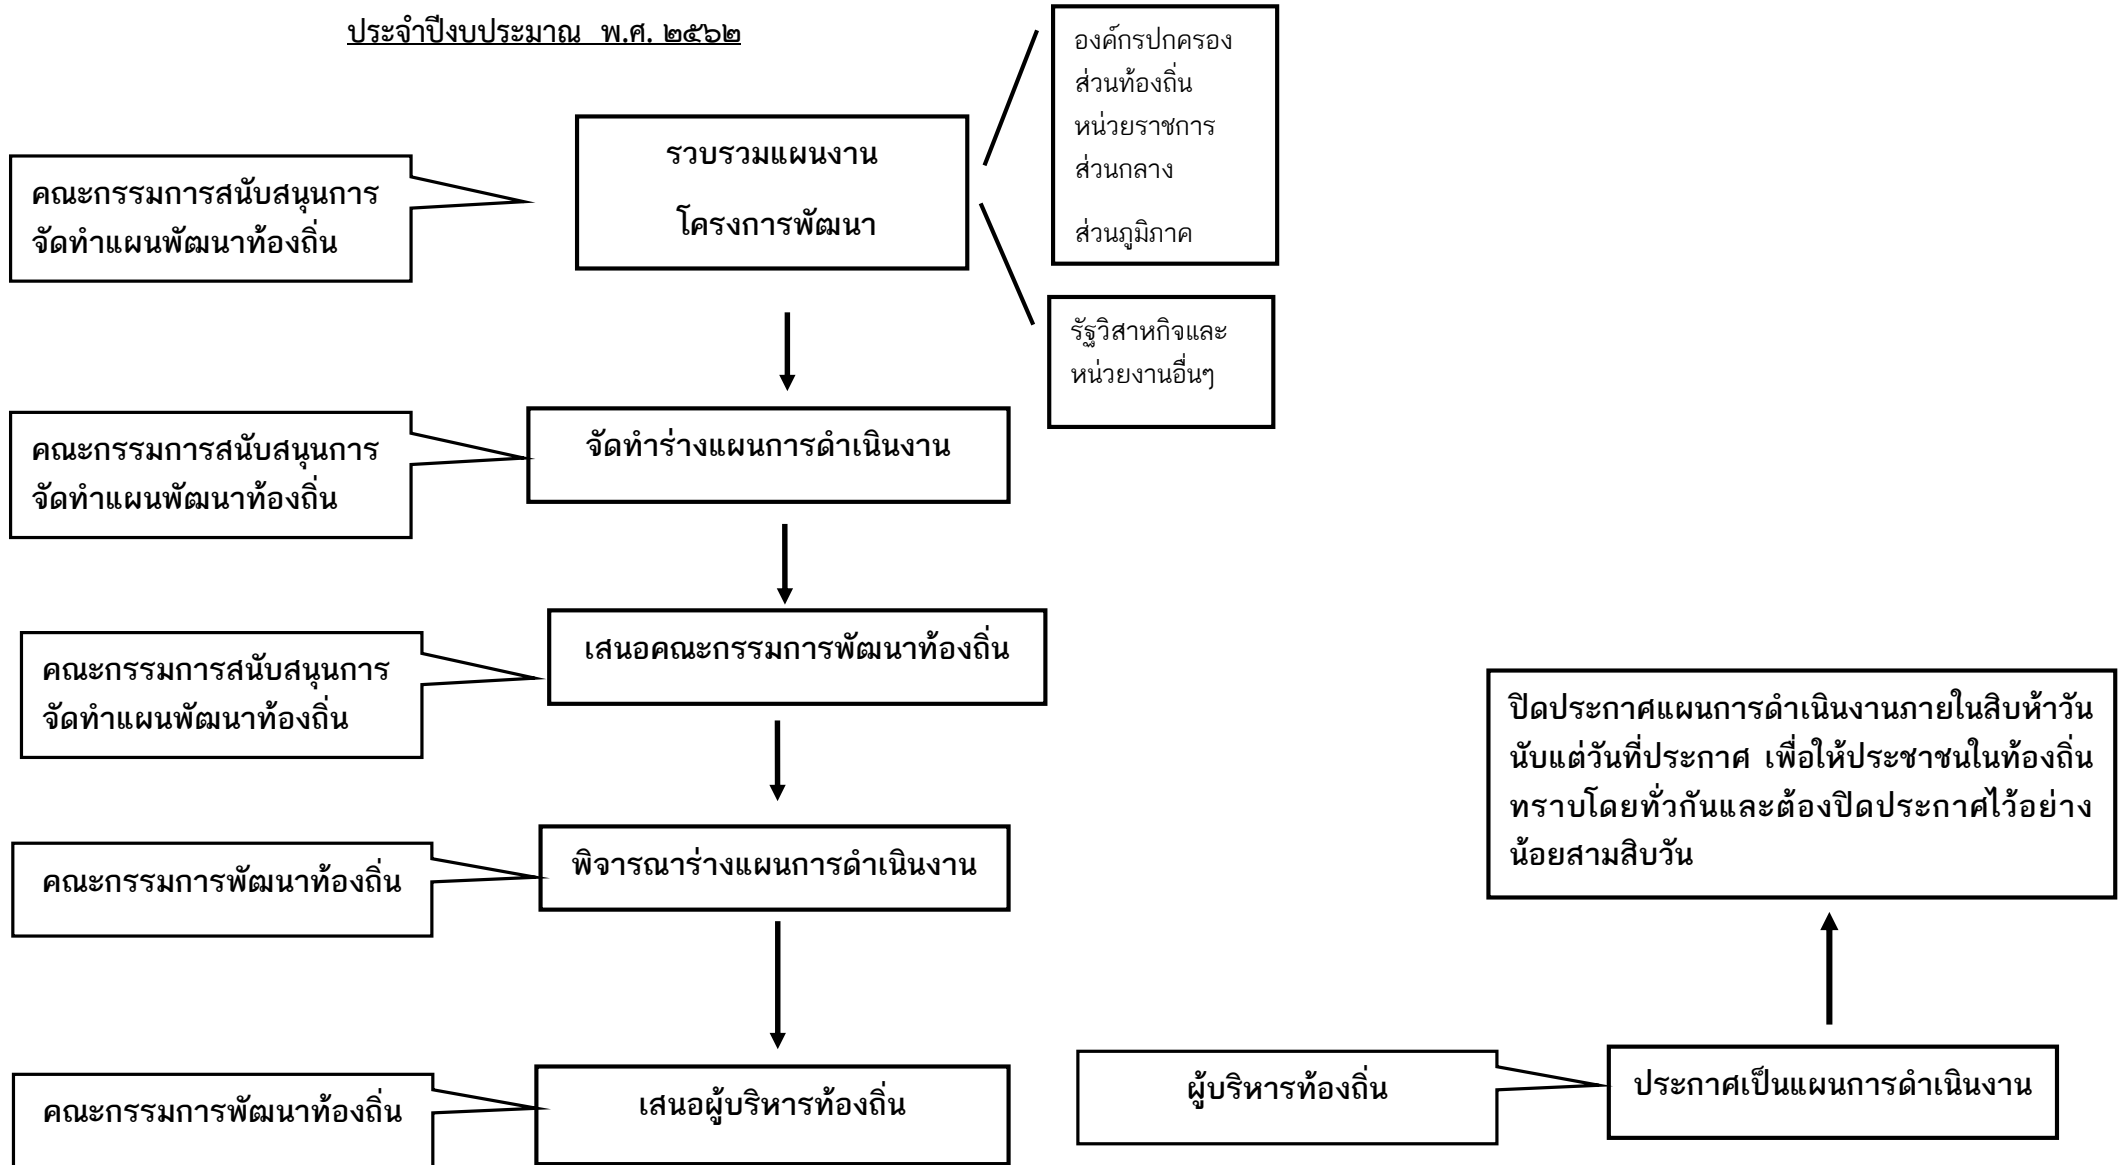 ประจำปีงบประมาณ พ.ศ. ๒๕๖๒
องค์กรปกครอง
ส่วนท้องถิ่น
หน่วยราชการ
ส่วนกลาง
ส่วนภูมิภาค
รวบรวมแผนงาน
โครงการพัฒนา
คณะกรรมการสนับสนุนการ
จัดทำแผนพัฒนาท้องถิ่น
รัฐวิสาหกิจและ
หน่วยงานอื่นๆ
คณะกรรมการสนับสนุนการ
จัดทำแผนพัฒนาท้องถิ่น
จัดทำร่างแผนการดำเนินงาน
คณะกรรมการสนับสนุนการ
จัดทำแผนพัฒนาท้องถิ่น
เสนอคณะกรรมการพัฒนาท้องถิ่น
คณะกรรมการพัฒนาท้องถิ่น
พิจารณาร่างแผนการดำเนินงาน
คณะกรรมการพัฒนาท้องถิ่น
เสนอผู้บริหารท้องถิ่น
ผู้บริหารท้องถิ่น
ประกาศเป็นแผนการดำเนินงาน
ปิดประกาศแผนการดำเนินงานภายในสิบห้าวัน
นับแต่วันที่ประกาศ เพื่อให้ประชาชนในท้องถิ่น
ทราบโดยทั่วกันและต้องปิดประกาศไว้อย่าง
น้อยสามสิบวัน